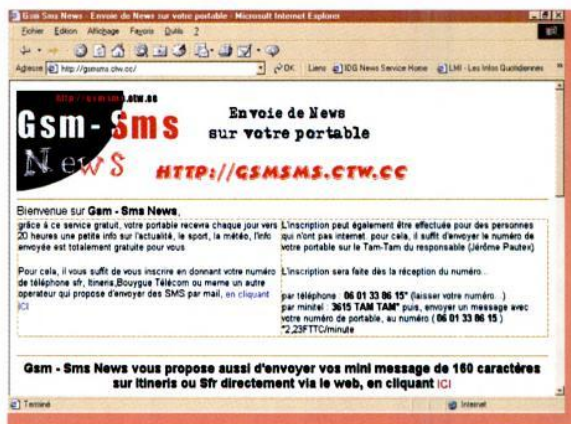 Gsm Sms News - Envoie de News sur votre portable - Microsoft Internet Explorer
Fichier Edition Affichage Favoris Outils ?
Adresse http://gsmsms.ctw.cc/ OK Liens IDG News Service Home LMI - Les Infos Quotidiennes
http://gsmsms.ctw.cc
Gsm - Sms
News
Envoie de News
sur votre portable
HTTP://GSMSMS.CTW.CC
Bienvenue sur Gsm - Sms News,
grâce à ce service gratuit, votre portable recevra chaque jour vers
20 heures une petite info sur l'actualité, le sport, la météo, l'info
envoyée est totalement gratuite pour vous
Pour cela, il vous suffit de vous inscrire en donnant votre numéro
de téléphone sfr, Itineris,Bouygue Télécom ou meme un autre
operateur qui propose d'envoyer des SMS par mail, en cliquant
ICI
L'inscription peut également être effectuée pour des personnes
qui n'ont pas internet. pour cela, il suffit d'envoyer le numéro de
votre portable sur le Tam-Tam du responsable (Jérôme Pautex)
L'inscription sera faite dès la réception du numéro...
par téléphone : 06 01 33 86 15* (laisser votre numéro...)
par minitel : 3615 TAM TAM* puis, envoyer un message avec
votre numéro de portable, au numéro ( 06 01 33 86 15 )
*2,23FTTC/minute
Gsm - Sms News vous propose aussi d'envoyer vos mini message de 160 caractères
sur Itineris ou Sfr directement via le web, en cliquant ICI
Terminé Internet